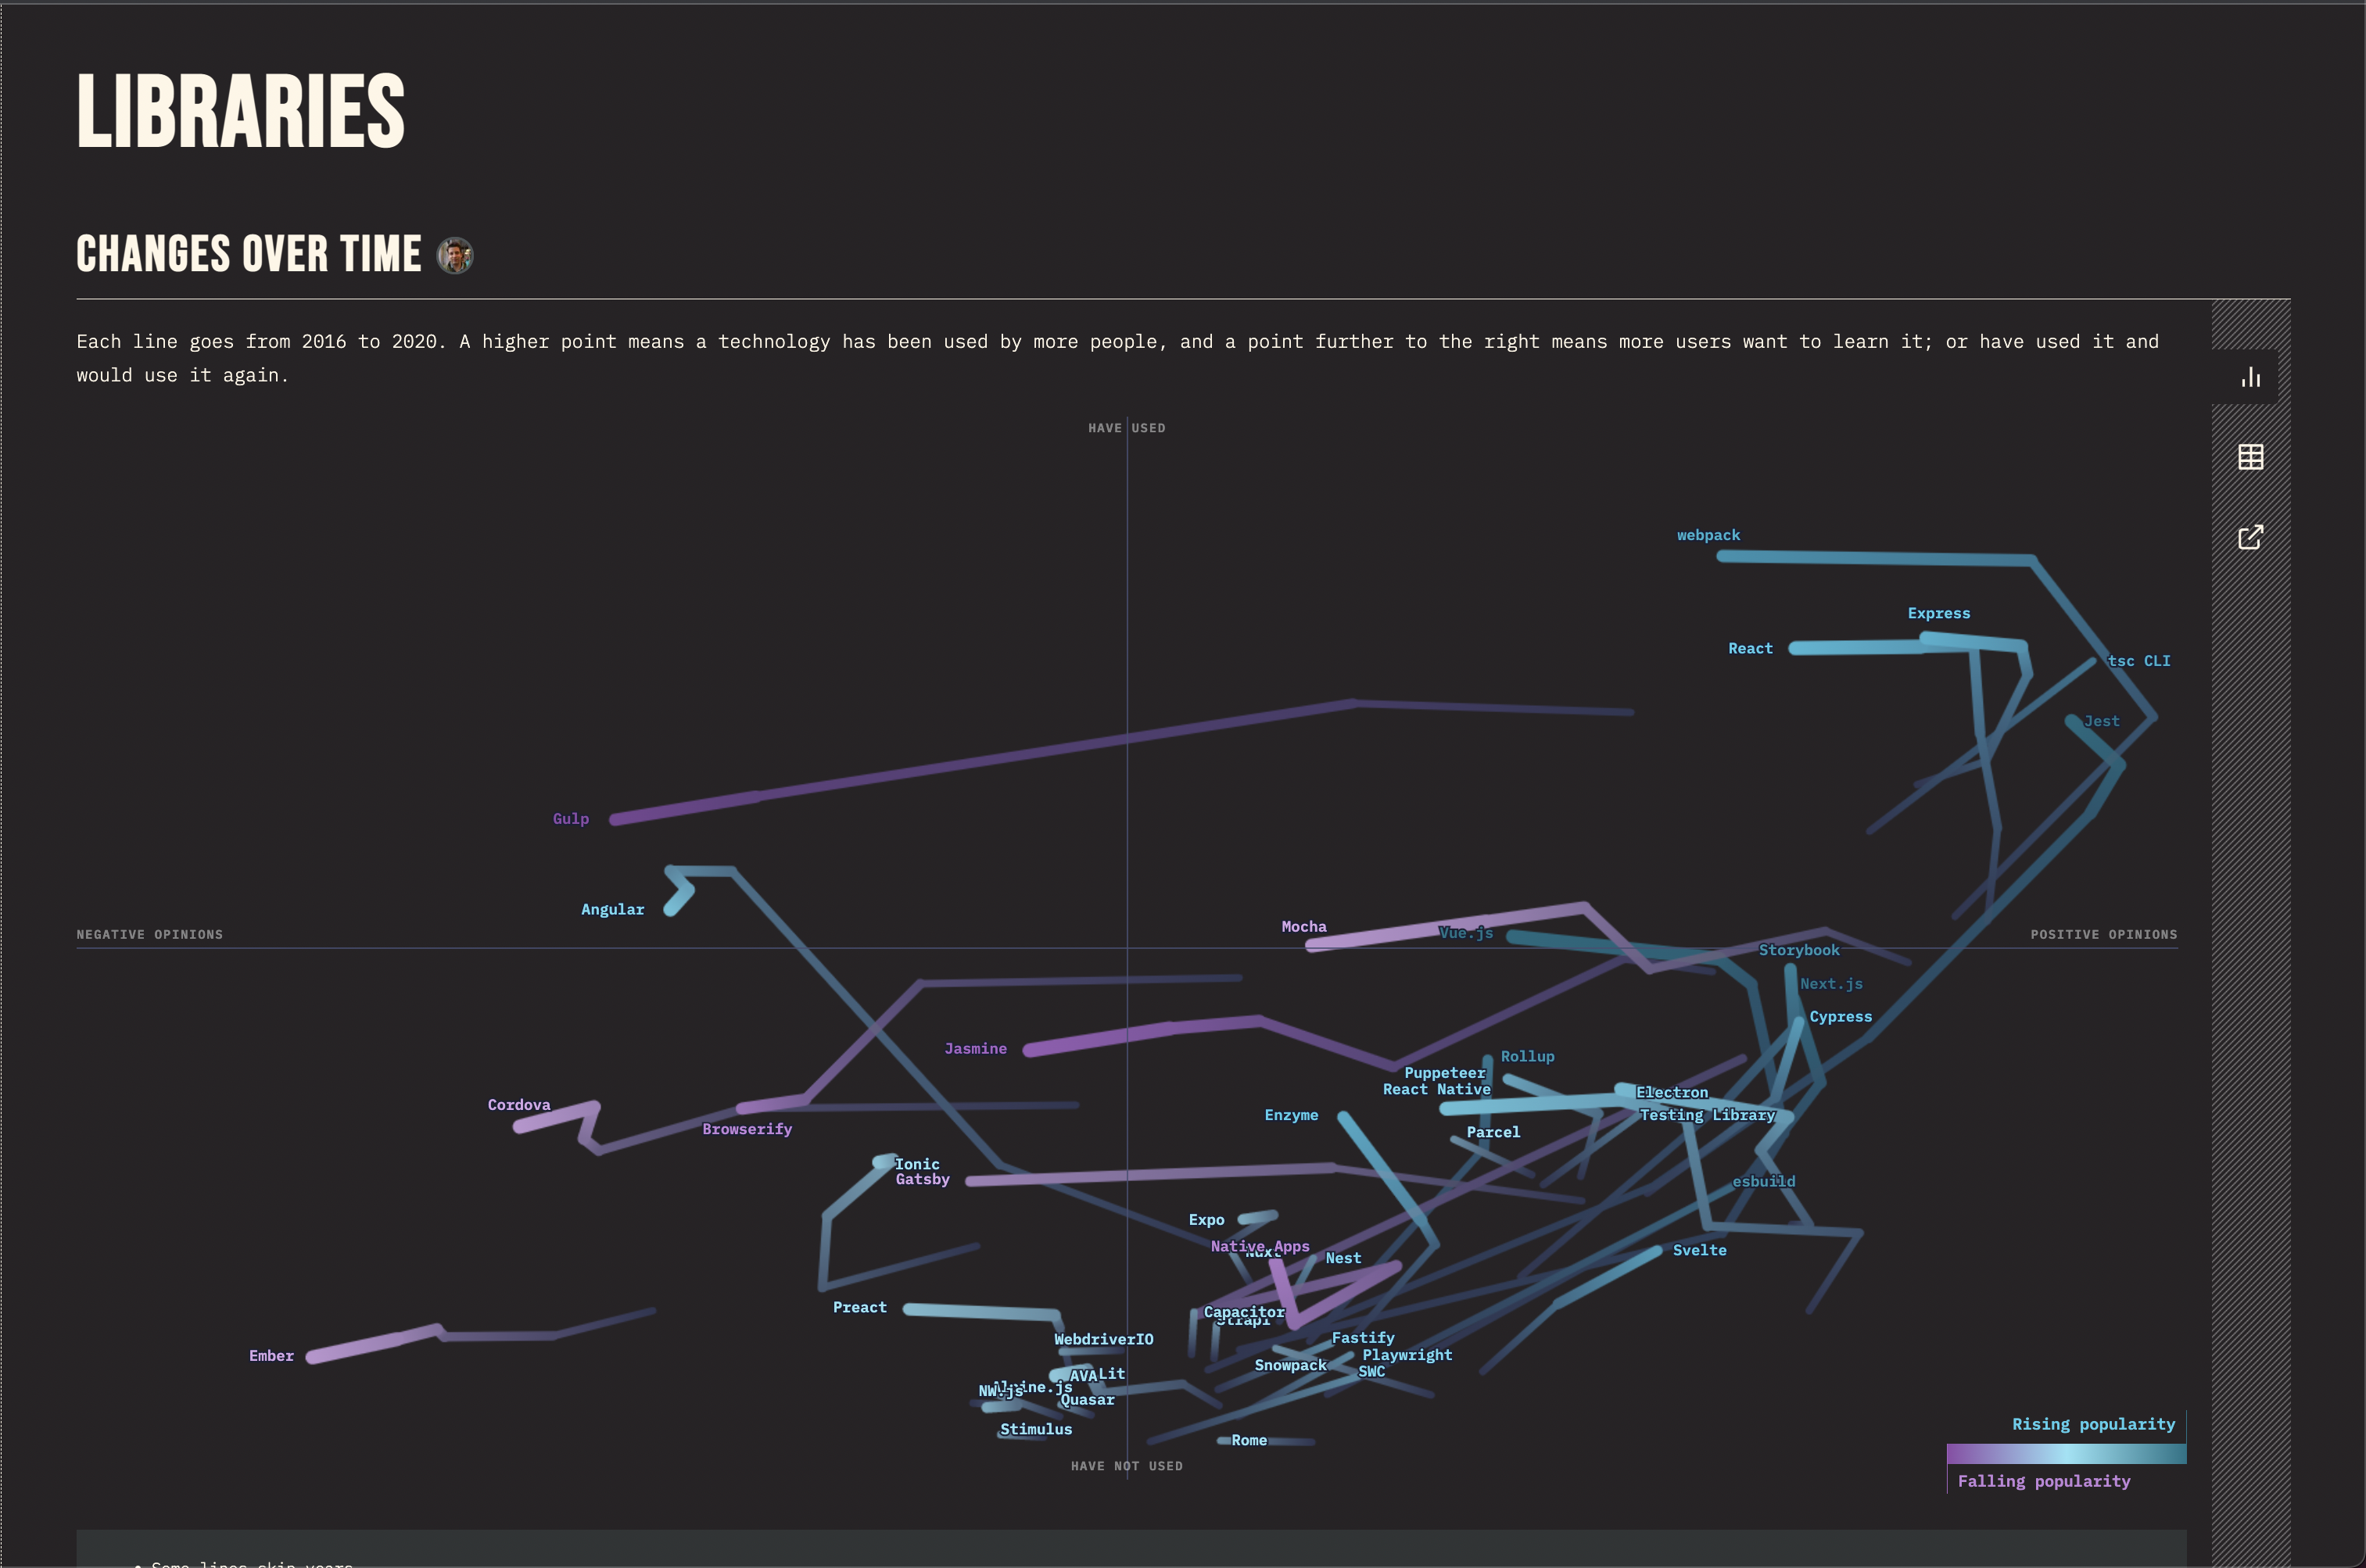 LIBRARIES
CHANGES OVER TIME
Each line goes from 2016 to 2020. A higher point means a technology has been used by more people, and a point further to the right means more users want to learn it; or have used it and
would use it again.
HAVE USED
webpack
Express
React
tsc CLI
Jest
Gulp
Angular
Mocha
Vue.js
NEGATIVE OPINIONS
POSITIVE OPINIONS
Storybook
Next.js
Cypress
Jasmine
Rollup
Puppeteer
React Native
Electron
Cordova
Enzyme
Testing Library
Browserify
Parcel
Ionic
Gatsby
esbuild
Expo
Native Apps
Nuxt
Nest
Svelte
Preact
Capacitor
Strapi
WebdriverIO
Fastify
Ember
Playwright
Snowpack
SWC
AVA
Lit
Alpine.js
NW.js
Quasar
Stimulus
Rome
HAVE NOT USED
Rising popularity
Falling popularity